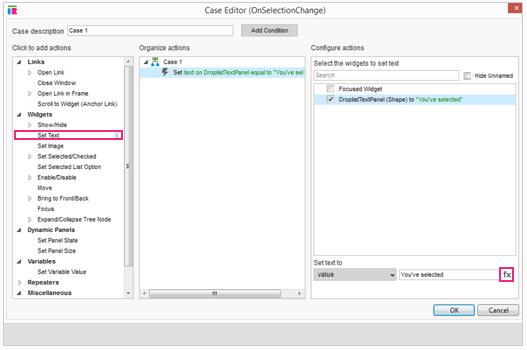 Case Editor (OnSelectionChange)
Case description Case 1 Add Condition
Click to add actions
Links
Open Link
Close Window
Open Link in Frame
Scroll to Widget (Anchor Link)
Widgets
Show/Hide
Set Text
Set Image
Set Selected/Checked
Set Selected List Option
Enable/Disable
Move
Bring to Front/Back
Focus
Expand/Collapse Tree Node
Dynamic Panels
Set Panel State
Set Panel Size
Variables
Set Variable Value
Repeaters
Miscellaneous
Organize actions
Case 1
Set text on DroplistTextPanel equal to "You've sel
Configure actions
Select the widgets to set text
Search Hide Unnamed
Focused Widget
DroplistTextPanel (Shape) to "You've selected"
Set text to
value You've selected fx
OK Cancel